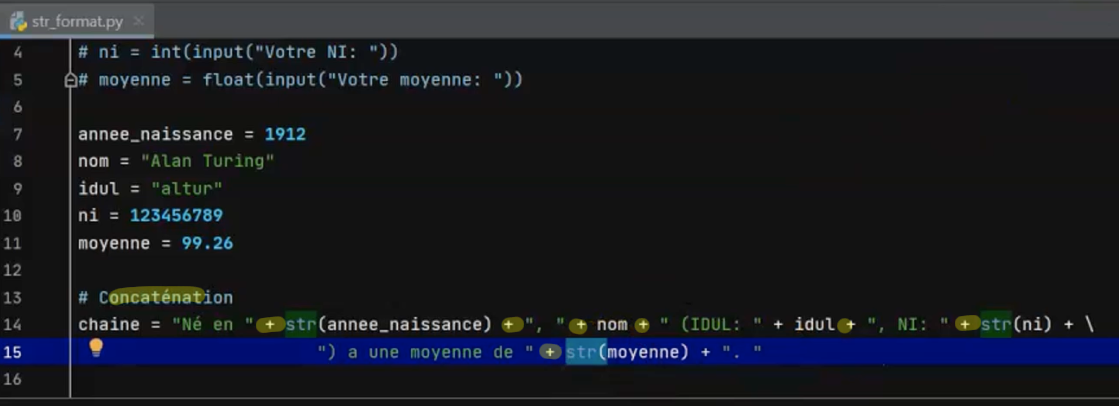 str_format.py
4 # ni = int(input("Votre NI: "))
5 # moyenne = float(input("Votre moyenne: "))
6
7 annee_naissance = 1912
8 nom = "Alan Turing"
9 idul = "altur"
10 ni = 123456789
11 moyenne = 99.26
12
13 # Concaténation
14 chaine = "Né en " + str(annee_naissance) + ", " + nom + " (IDUL: " + idul + ", NI: " + str(ni) + \
15 ") a une moyenne de " + str(moyenne) + ". "
16